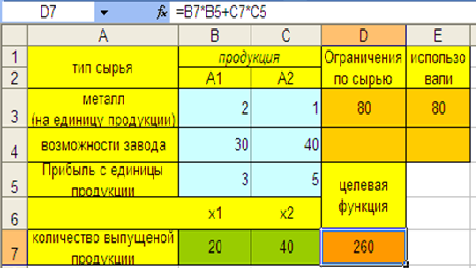 D7 fx =B7*B5+C7*C5
A B C D E
1 тип сырья продукция Ограничения использо
2 A1 A2 по сырью вали
3 металл (на единицу продукции) 2 1 80 80
4 возможности завода 30 40
5 Прибыль с единицы продукции 3 5 целевая функция
6 x1 x2
7 количество выпущеной продукции 20 40 260